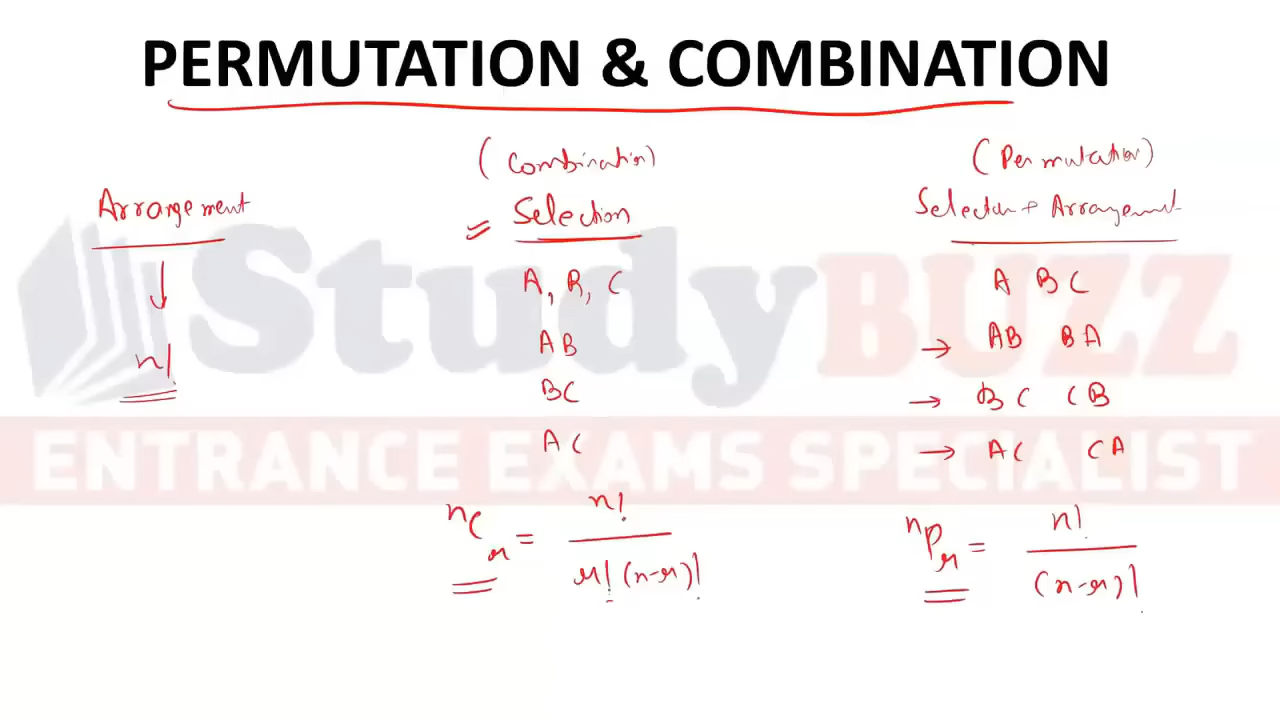 PERMUTATION & COMBINATION
Arrangement
n!
(Combination)
Selection
A, B, C
AB
BC
AC
nCr = n! / r!(n-r)!
(Permutation)
Selection + Arrangement
A B C
→ AB BA
→ BC CB
→ AC CA
nPr = n! / (n-r)!
StudyBUZZ
ENTRANCE EXAMS SPECIALIST